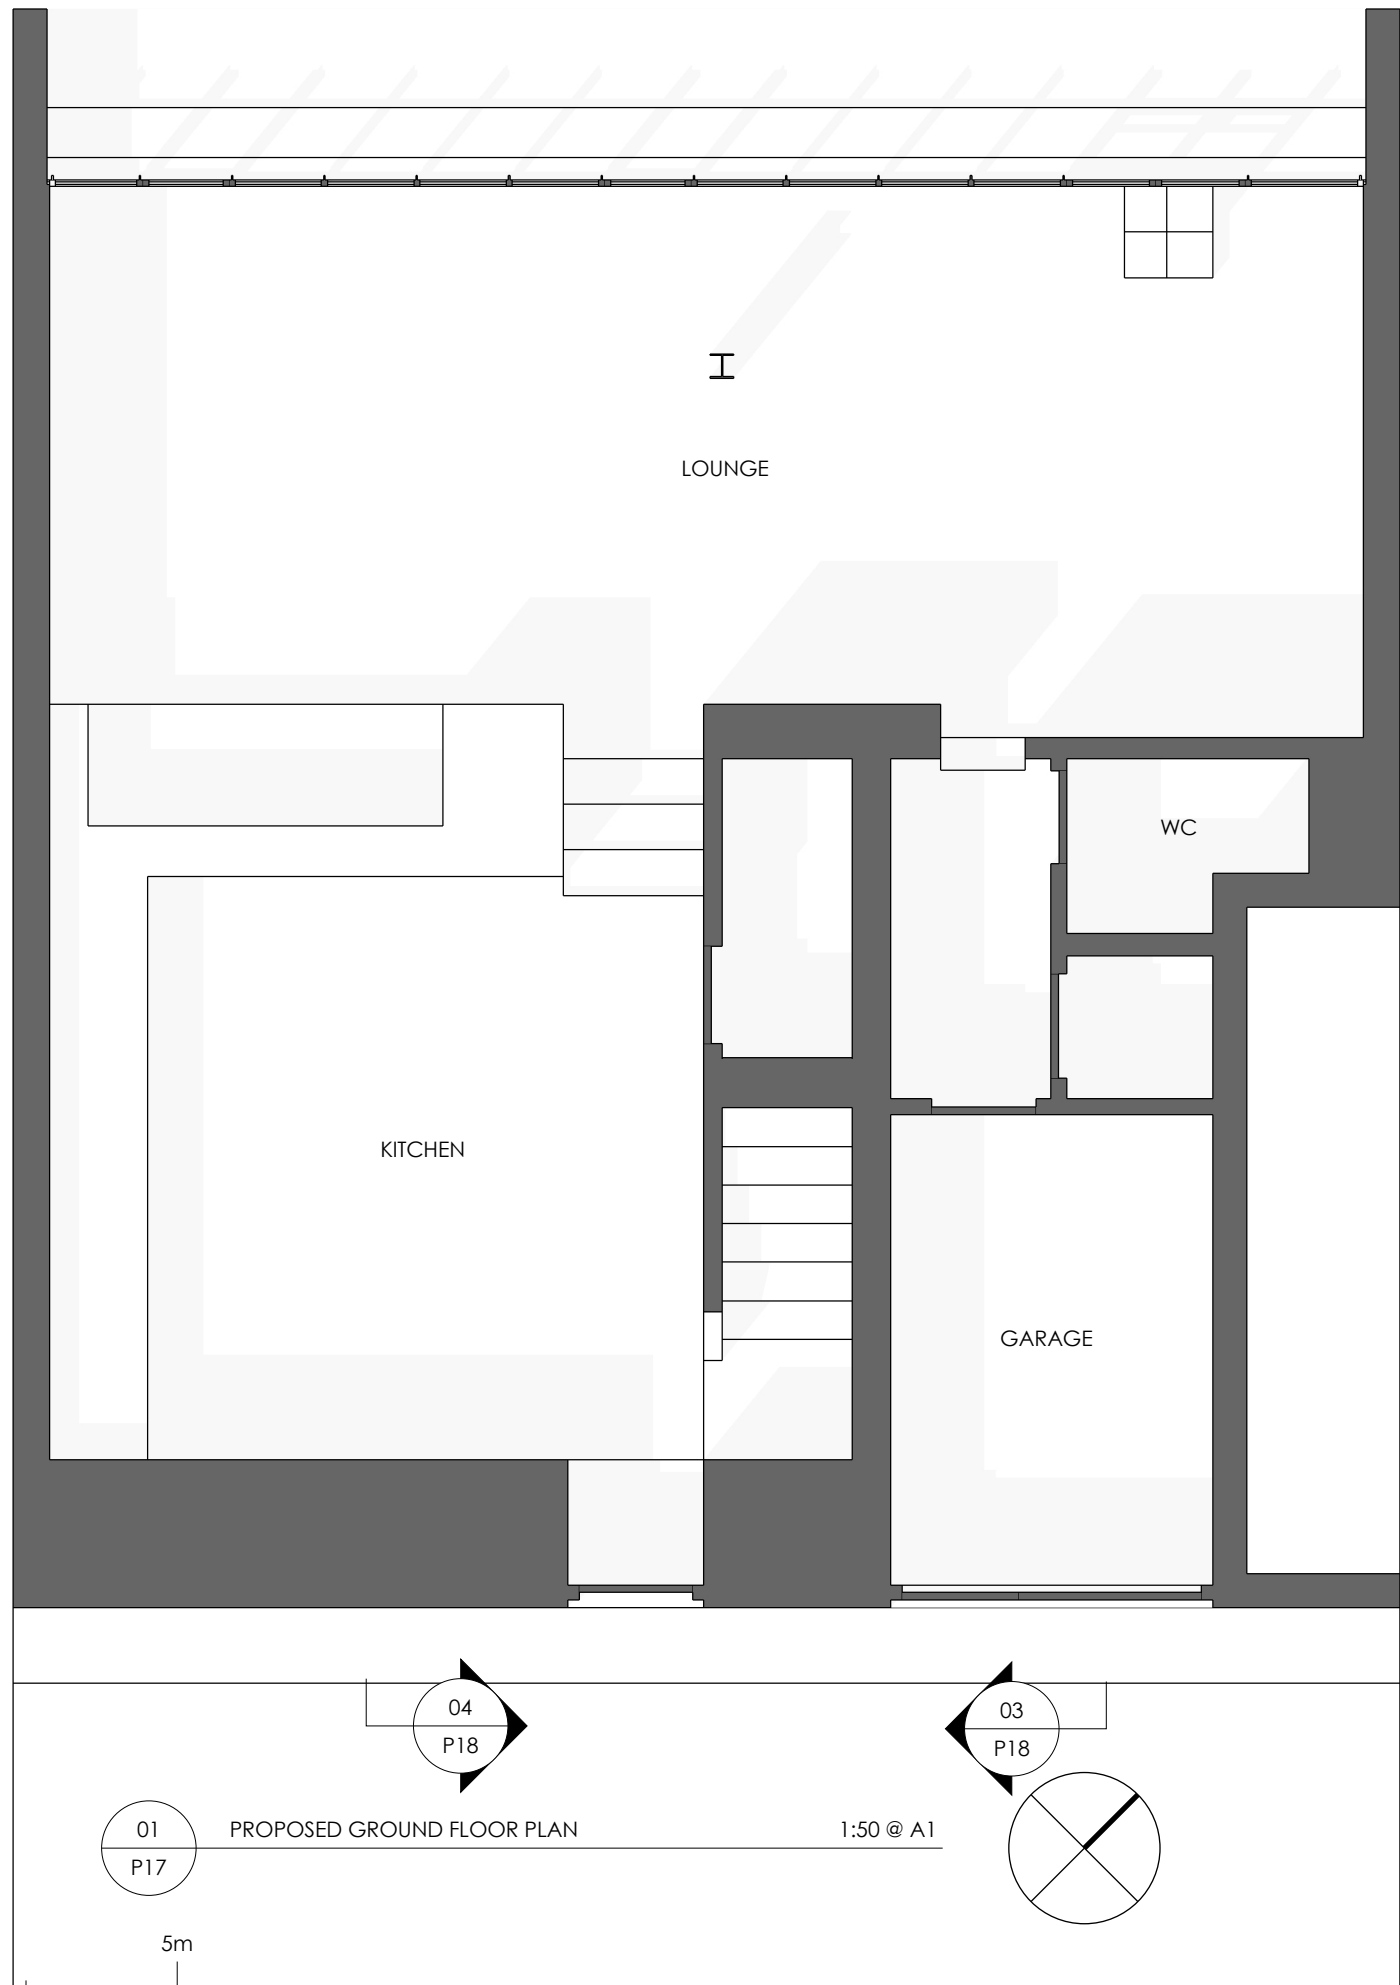 LOUNGE
WC
KITCHEN
GARAGE
04
P18
03
P18
01
P17
PROPOSED GROUND FLOOR PLAN
1:50 @ A1
5m